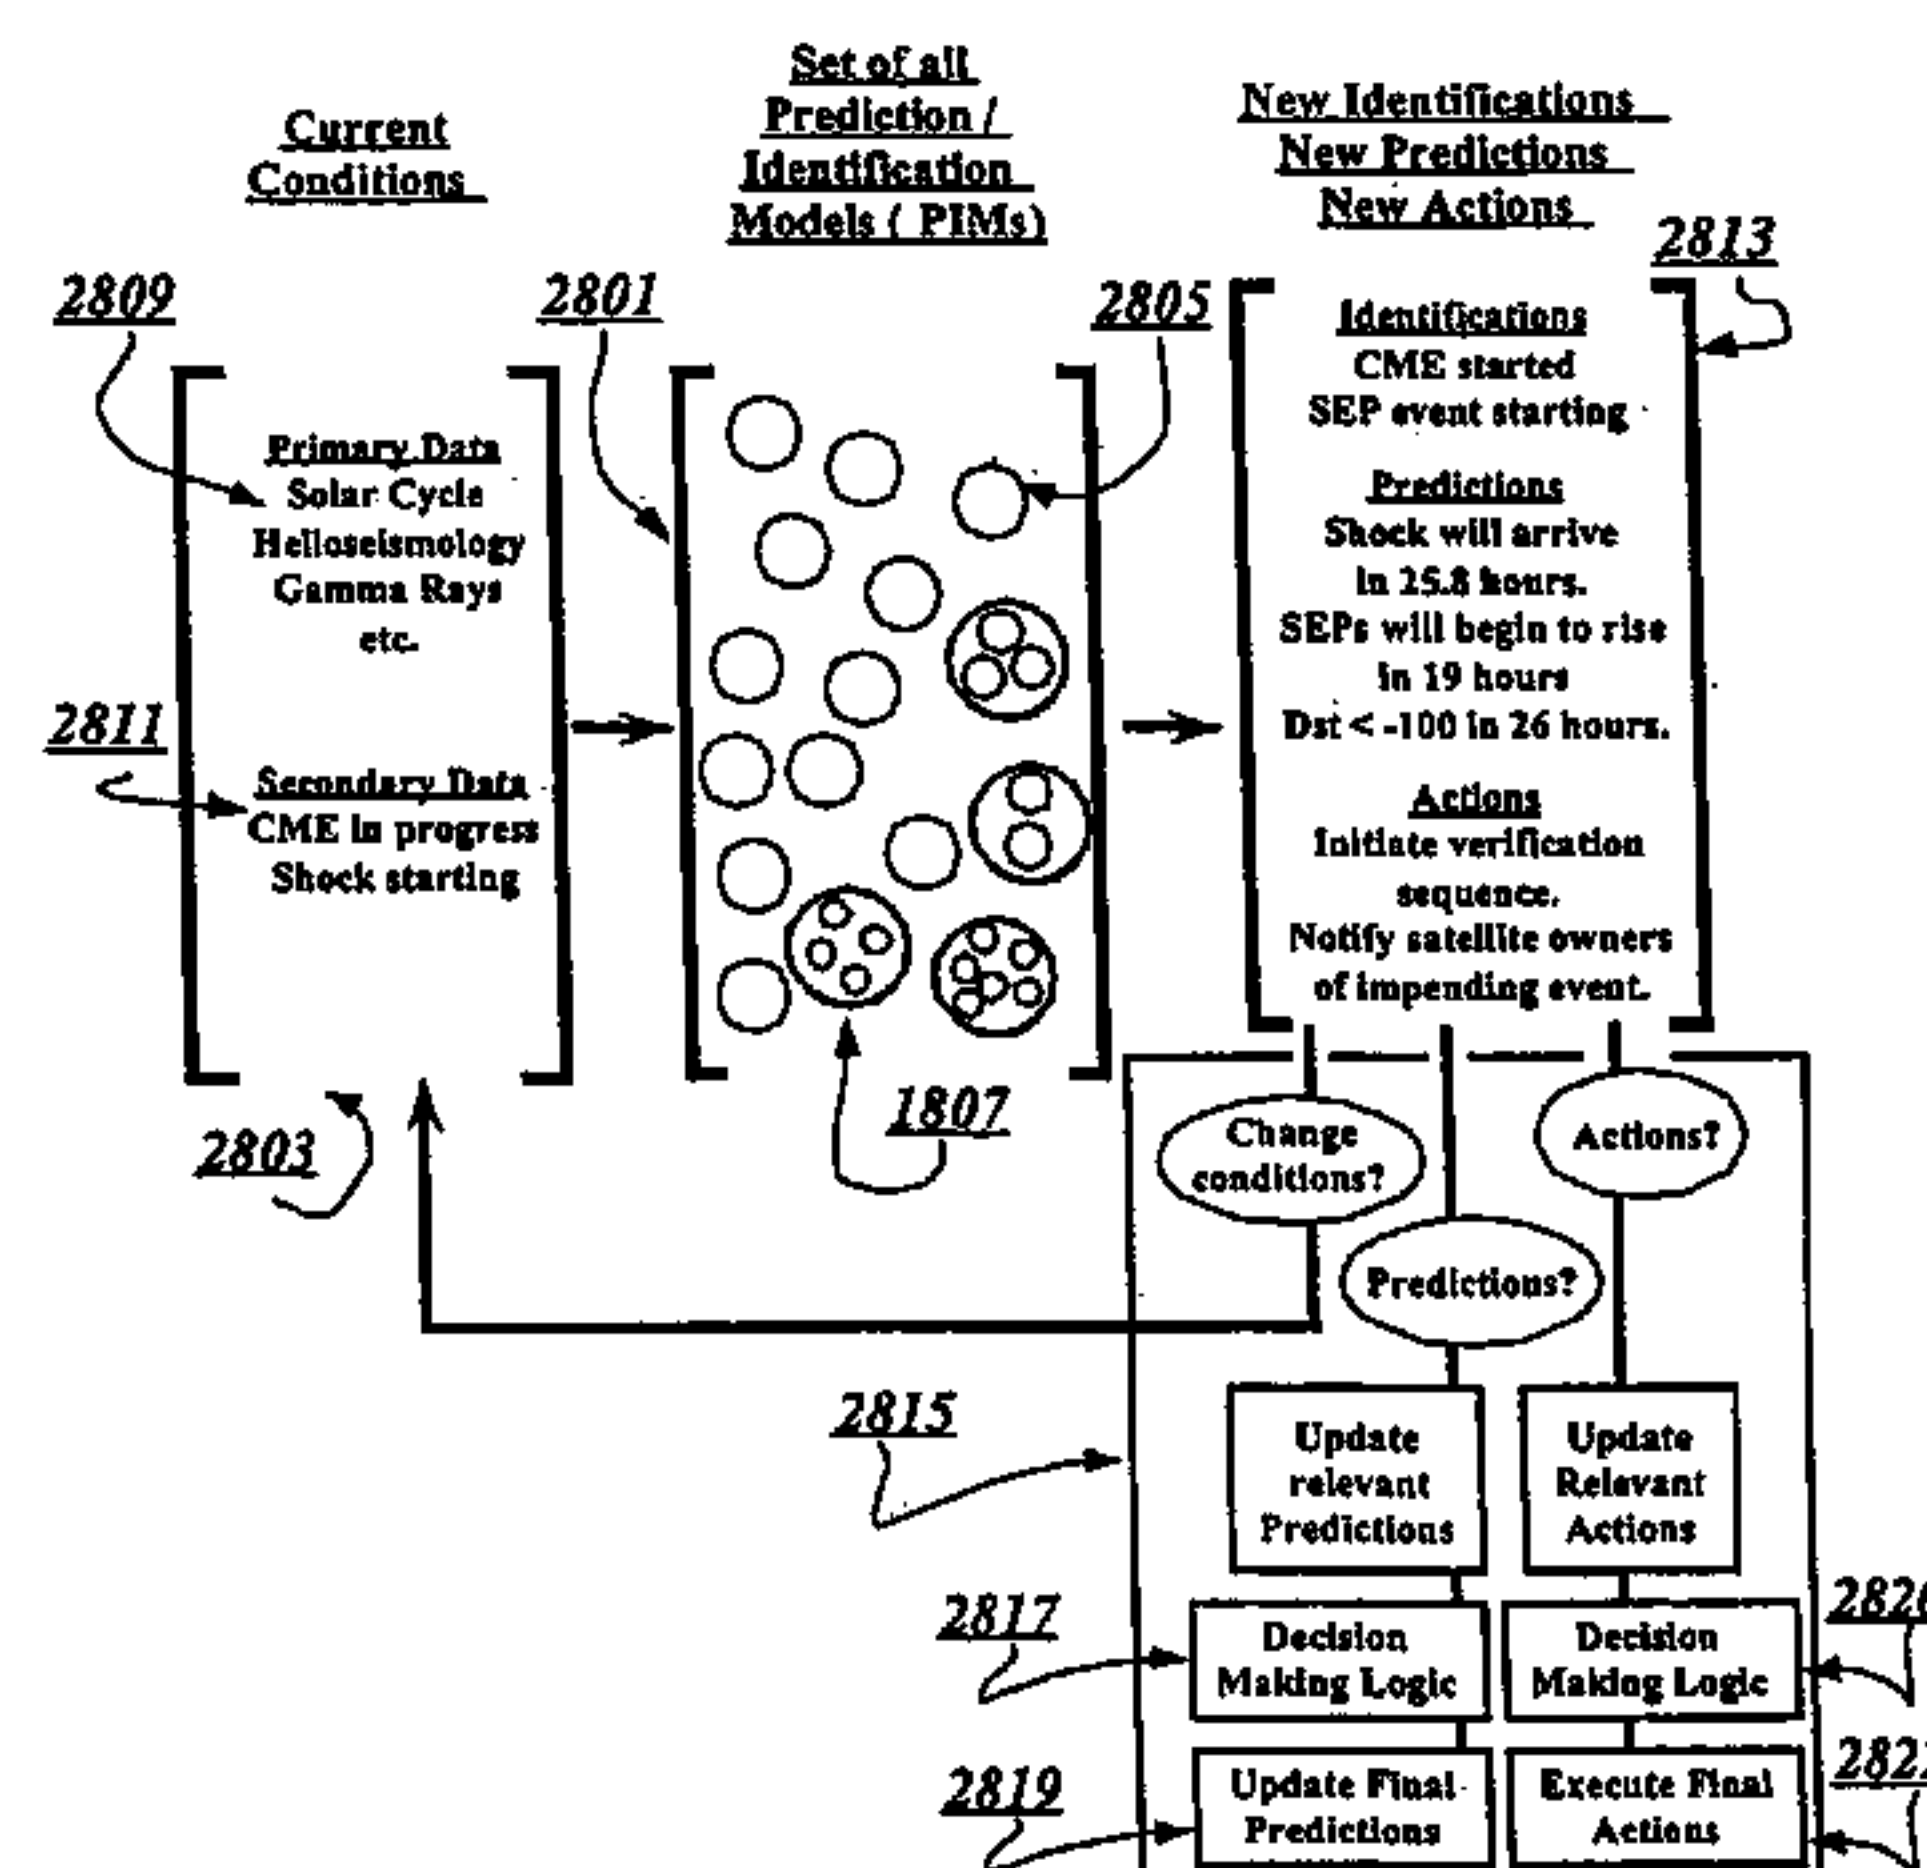 Current
Conditions
Set of all
Prediction /
Identification
Models ( PIMs)
New Identifications
New Predictions
New Actions
2809
2801
2805
2813
Primary Data
Solar Cycle
Helioseismology
Gamma Rays
etc.
2811
Secondary Data
CME in progress
Shock starting
2803
1807
Identifications
CME started
SEP event starting
Predictions
Shock will arrive
in 25.8 hours.
SEPs will begin to rise
in 19 hours
Dst < -100 in 26 hours.
Actions
Initiate verification
sequence.
Notify satellite owners
of impending event.
Change
conditions?
Actions?
Predictions?
2815
Update
relevant
Predictions
Update
Relevant
Actions
2817
Decision
Making Logic
Decision
Making Logic
2819
Update Final
Predictions
Execute Final
Actions